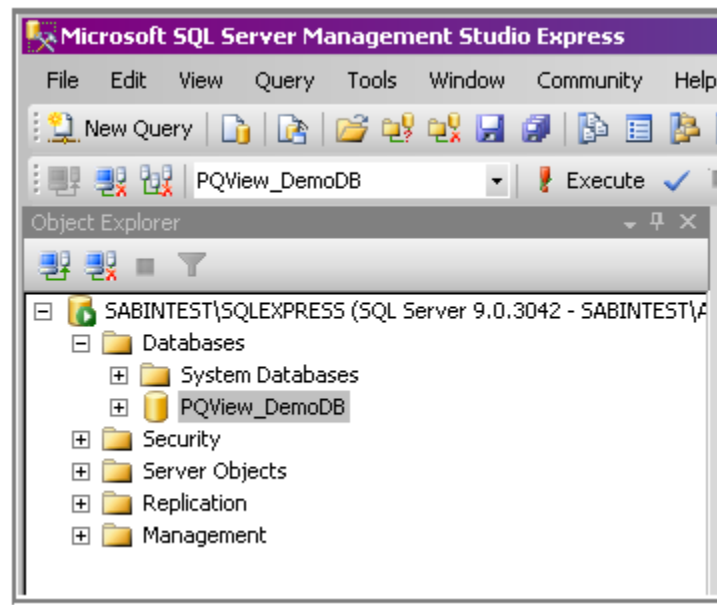 Microsoft SQL Server Management Studio Express
File Edit View Query Tools Window Community Help
New Query
PQView_DemoDB Execute
Object Explorer
SABINTEST\SQLEXPRESS (SQL Server 9.0.3042 - SABINTEST\A
Databases
System Databases
PQView_DemoDB
Security
Server Objects
Replication
Management